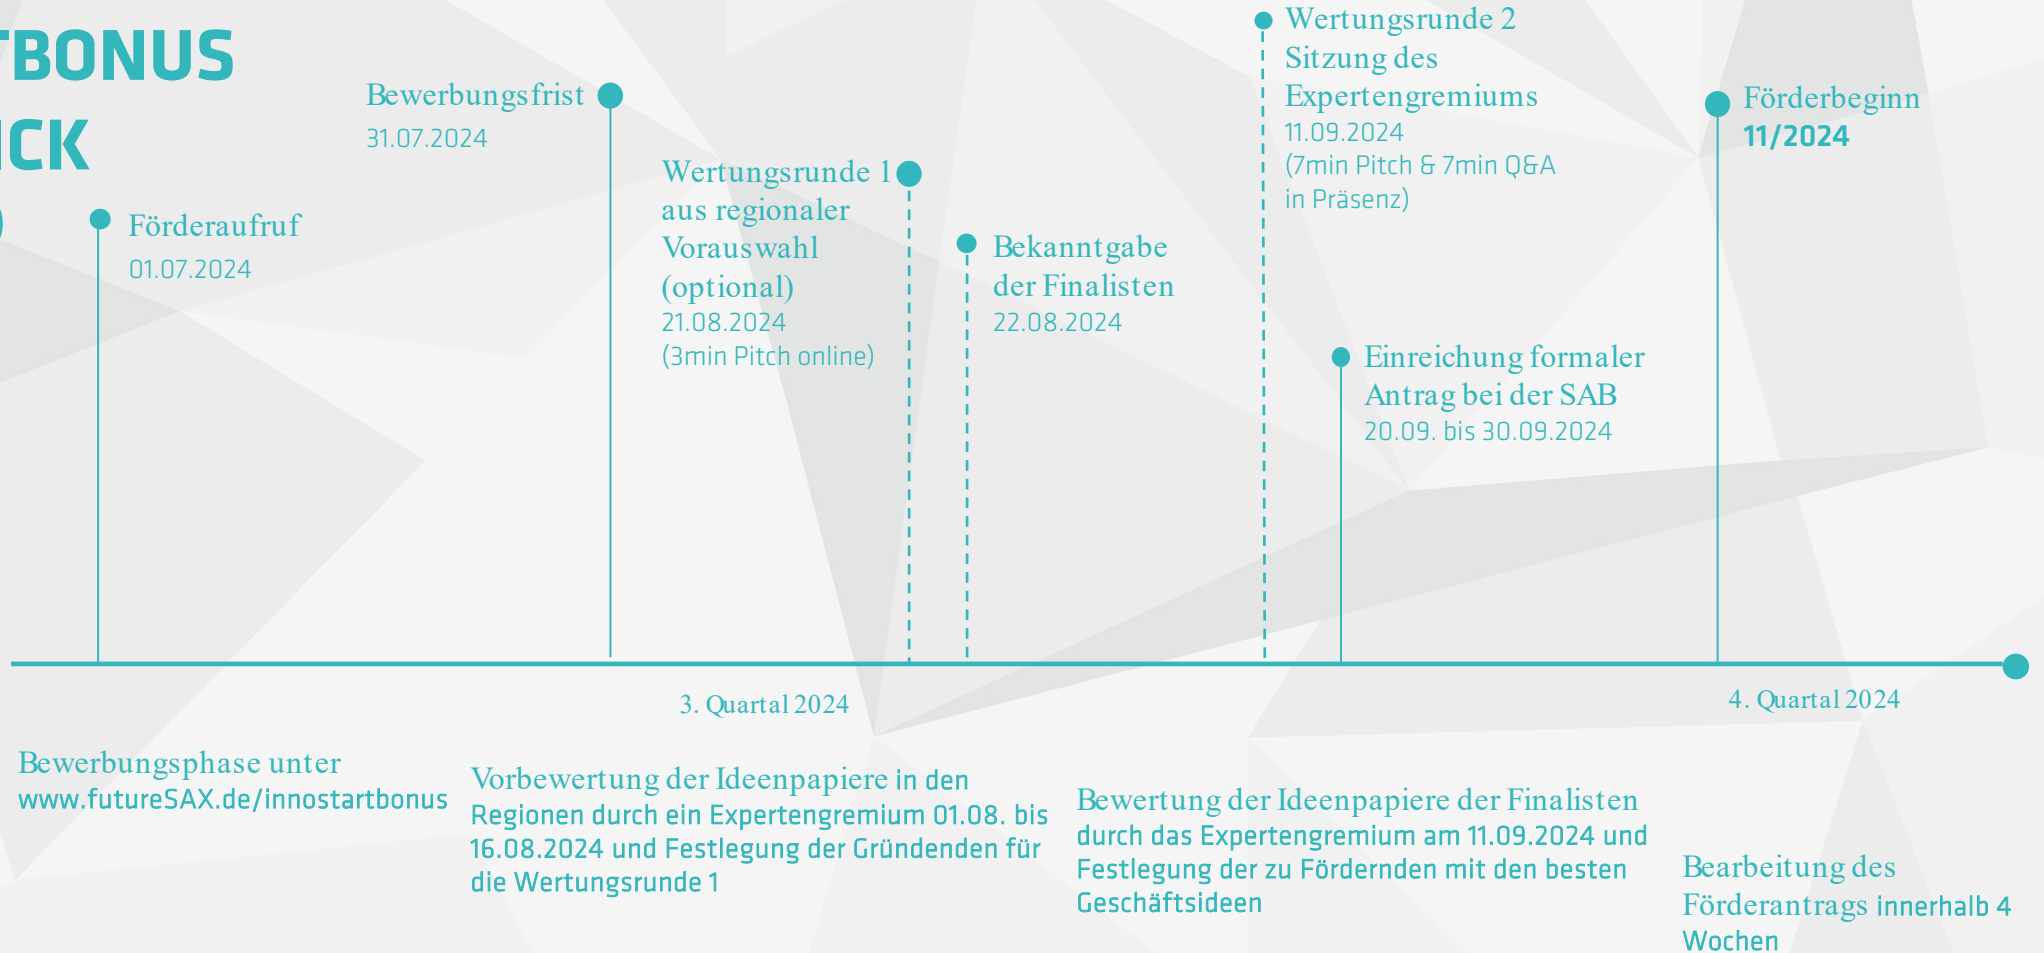 TBONUS
ICK
Förderaufruf
01.07.2024
Bewerbungsfrist
31.07.2024
Wertungsrunde 1
aus regionaler
Vorauswahl
(optional)
21.08.2024
(3min Pitch online)
Bekanntgabe
der Finalisten
22.08.2024
Wertungsrunde 2
Sitzung des
Expertengremiums
11.09.2024
(7min Pitch & 7min Q&A
in Präsenz)
Einreichung formaler
Antrag bei der SAB
20.09. bis 30.09.2024
Förderbeginn
11/2024
3. Quartal 2024
4. Quartal 2024
Bewerbungsphase unter
www.futureSAX.de/innostartbonus
Vorbewertung der Ideenpapiere in den
Regionen durch ein Expertengremium 01.08. bis
16.08.2024 und Festlegung der Gründenden für
die Wertungsrunde 1
Bewertung der Ideenpapiere der Finalisten
durch das Expertengremium am 11.09.2024 und
Festlegung der zu Fördernden mit den besten
Geschäftsideen
Bearbeitung des
Förderantrags innerhalb 4
Wochen